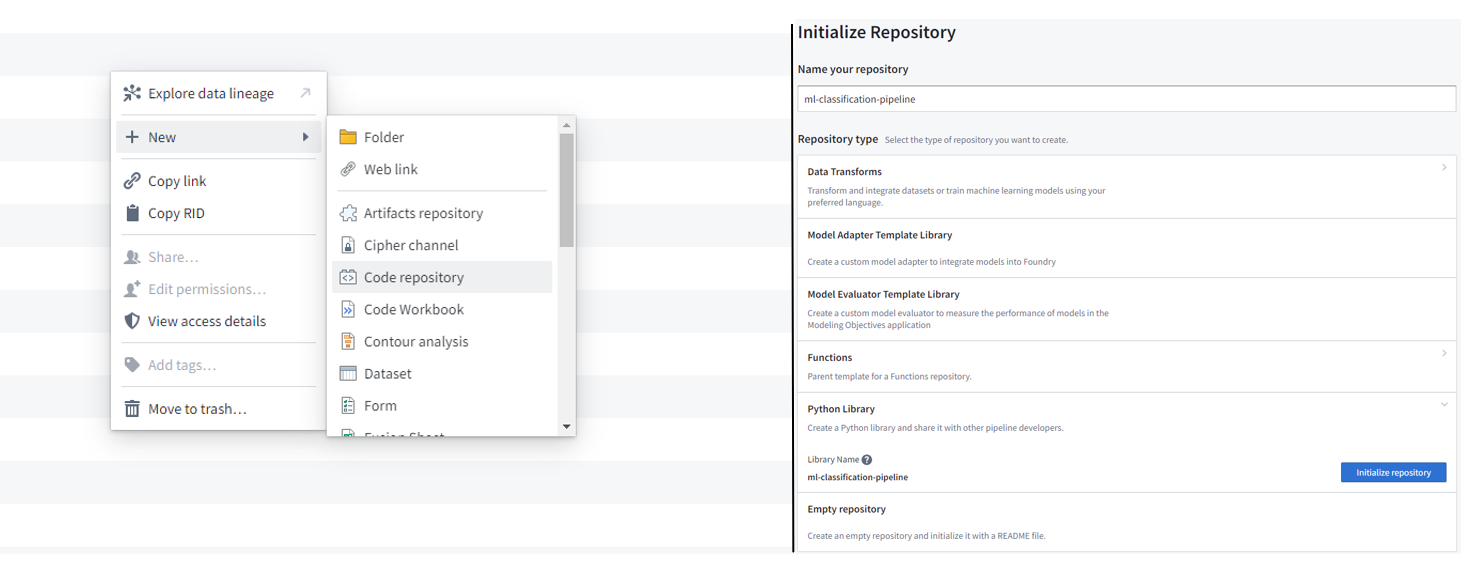 Explore data lineage
New
Copy link
Copy RID
Share…
Edit permissions…
View access details
Add tags…
Move to trash…
Folder
Web link
Artifacts repository
Cipher channel
Code repository
Code Workbook
Contour analysis
Dataset
Form
Fusion Sheet
Initialize Repository
Name your repository
ml-classification-pipeline
Repository type Select the type of repository you want to create.
Data Transforms
Transform and integrate datasets or train machine learning models using your
preferred language.
Model Adapter Template Library
Create a custom model adapter to integrate models into Foundry
Model Evaluator Template Library
Create a custom model evaluator to measure the performance of models in the
Modeling Objectives application
Functions
Parent template for a Functions repository.
Python Library
Create a Python library and share it with other pipeline developers.
Library Name ?
ml-classification-pipeline
Initialize repository
Empty repository
Create an empty repository and initialize it with a README file.